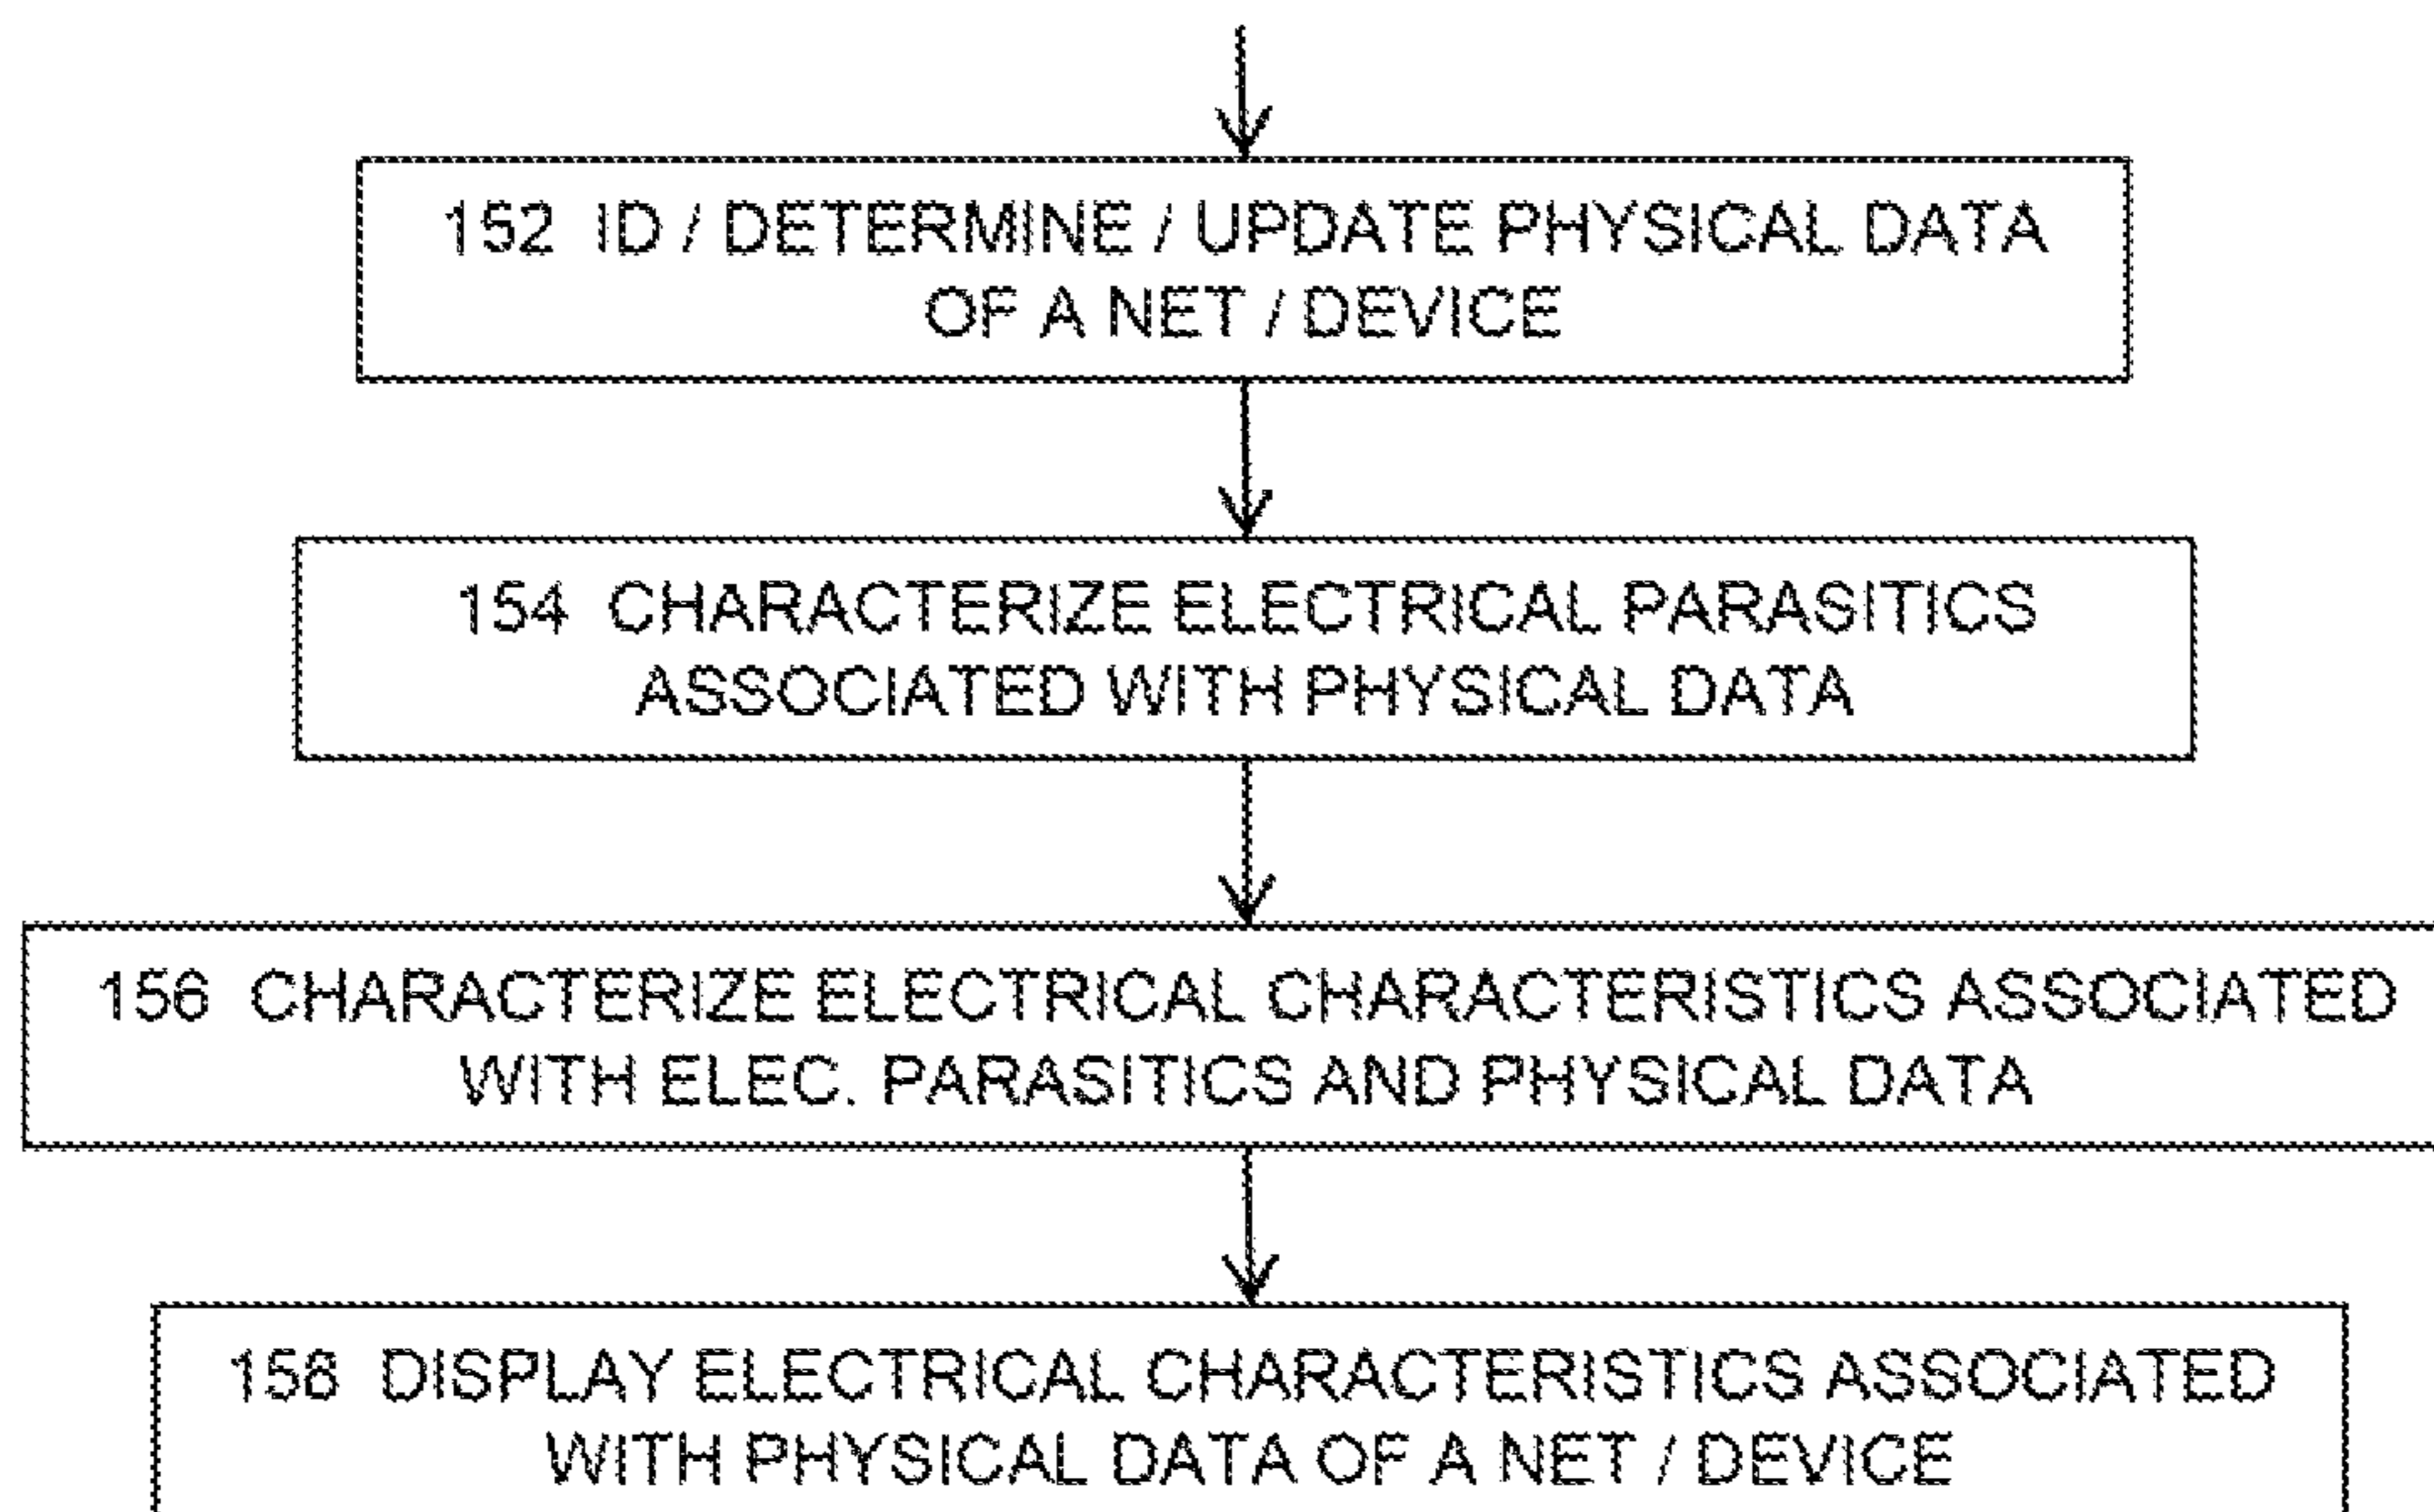 152 ID / DETERMINE / UPDATE PHYSICAL DATA
OF A NET / DEVICE
154 CHARACTERIZE ELECTRICAL PARASITICS
ASSOCIATED WITH PHYSICAL DATA
156 CHARACTERIZE ELECTRICAL CHARACTERISTICS ASSOCIATED
WITH ELEC. PARASITICS AND PHYSICAL DATA
158 DISPLAY ELECTRICAL CHARACTERISTICS ASSOCIATED
WITH PHYSICAL DATA OF A NET / DEVICE